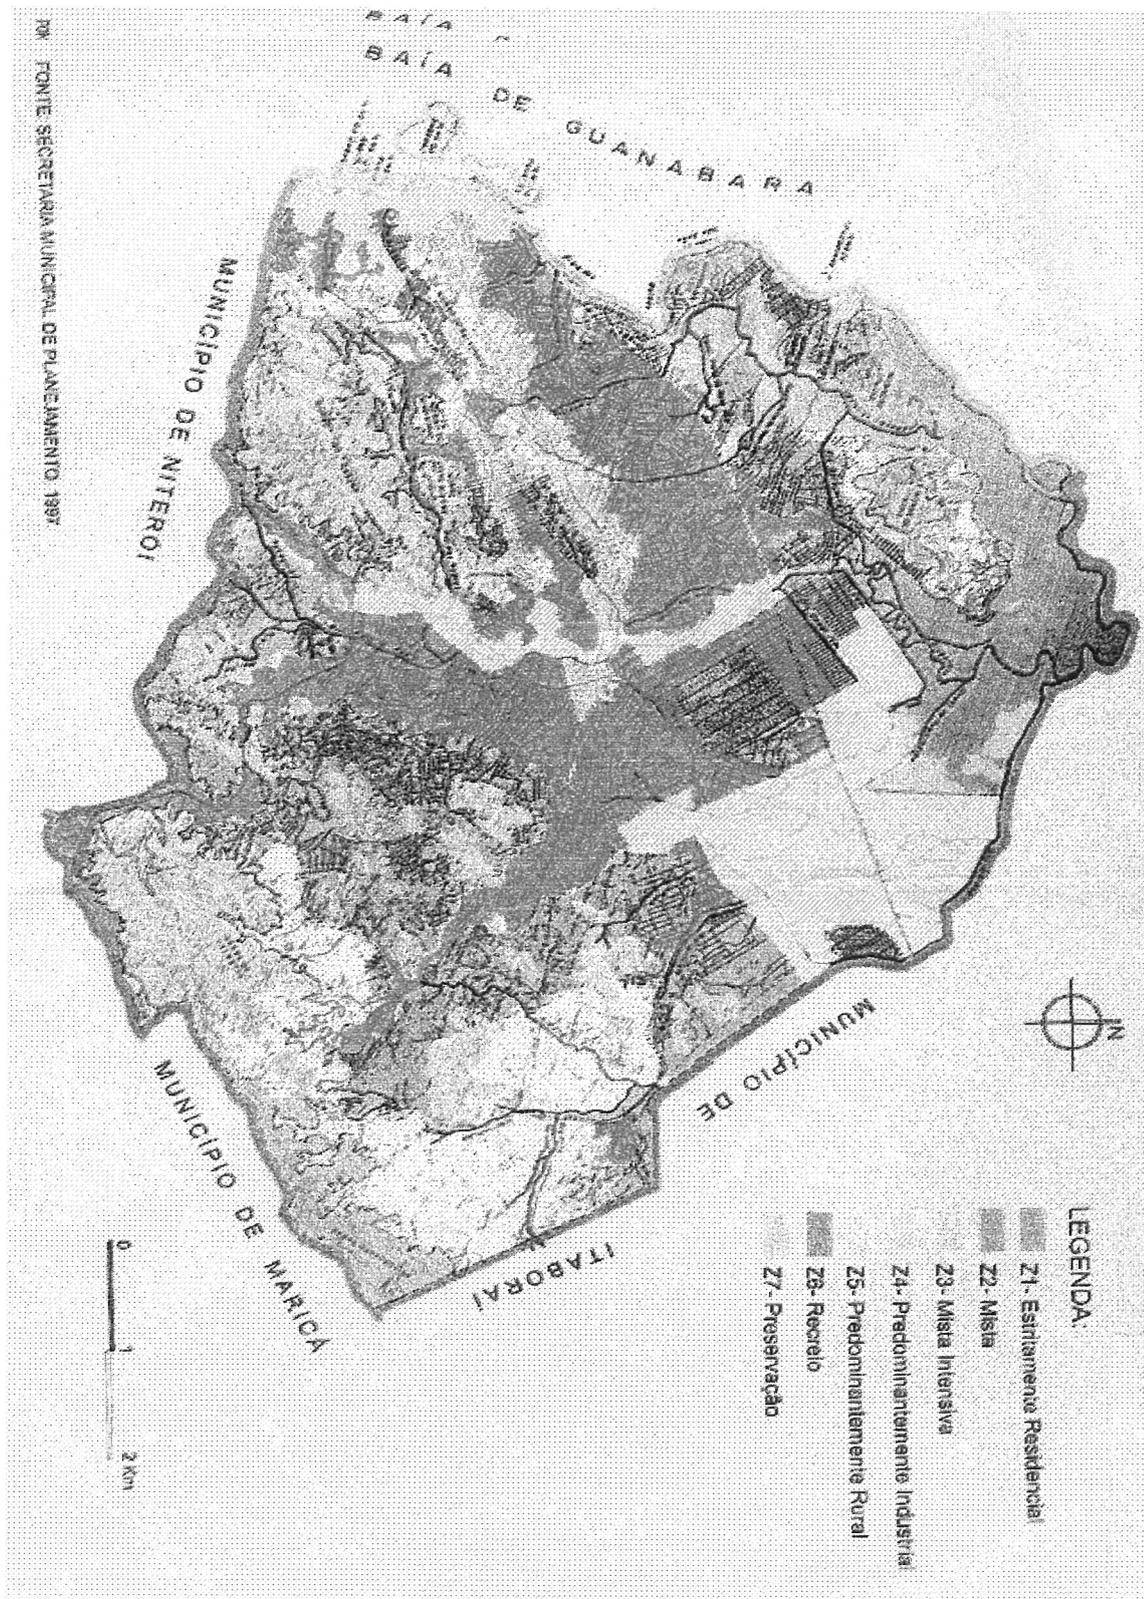 BAÍA
BAÍA DE GUANABARA
MUNICÍPIO DE NITEROI
MUNICÍPIO DE MARICÁ
MUNICÍPIO DE
ITABORAÍ
N
LEGENDA:
Z1- Estritamente Residencial
Z2- Mista
Z3- Mista Intensiva
Z4- Predominantemente Industrial
Z5- Predominantemente Rural
Z6- Recreio
Z7- Preservação
0 1 2 Km
FONTE SECRETARIA MUNICIPAL DE PLANEJAMENTO 1997